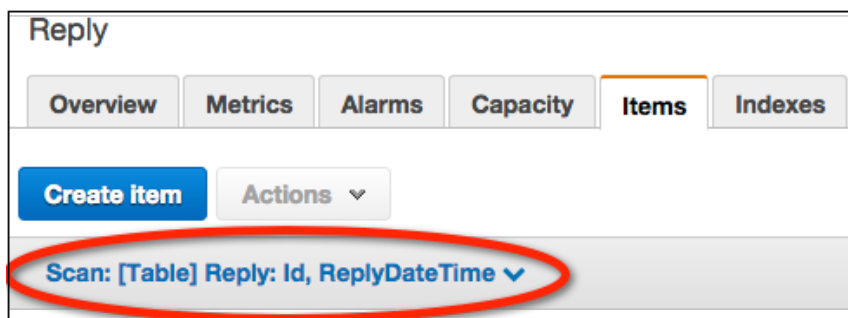 Reply
Overview Metrics Alarms Capacity Items Indexes
Create item Actions
Scan: [Table] Reply: Id, ReplyDateTime